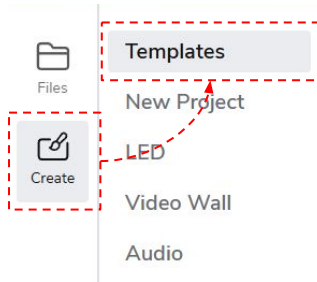 Files
Create
Templates
New Project
LED
Video Wall
Audio